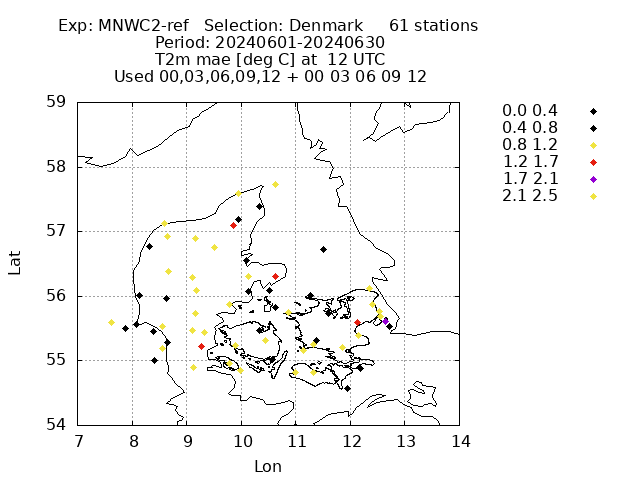 Exp: MNWC2-ref   Selection: Denmark     61 stations
Period: 20240601-20240630
T2m mae [deg C] at  12 UTC
Used 00,03,06,09,12 + 00 03 06 09 12
0.0 0.4
0.4 0.8
0.8 1.2
1.2 1.7
1.7 2.1
2.1 2.5
59
58
57
56
55
54
Lat
7 8 9 10 11 12 13 14
Lon